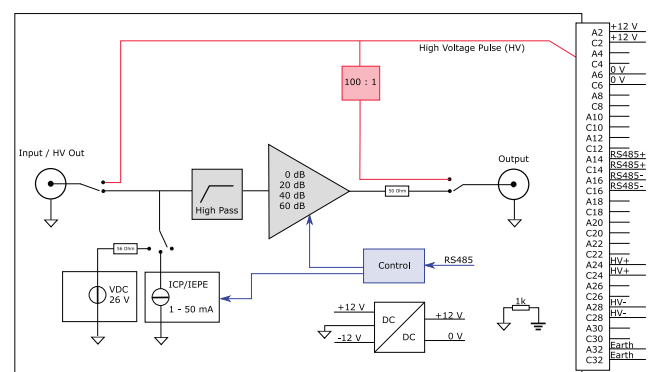 High Voltage Pulse (HV)
100 : 1
Input / HV Out
Output
0 dB
20 dB
40 dB
60 dB
High Pass
50 Ohm
56 Ohm
VDC
26 V
ICP/IEPE
1 - 50 mA
Control
RS485
+12 V
-12 V
DC
DC
+12 V
0 V
1k
A2 +12 V
C2 +12 V
A4
C4
A6 0 V
C6 0 V
A8
C8
A10
C10
A12
C12
A14 RS485+
C14 RS485+
A16 RS485-
C16 RS485-
A18
C18
A20
C20
A22
C22
A24 HV+
C24 HV+
A26
C26
A28 HV-
C28 HV-
A30
C30
A32 Earth
C32 Earth